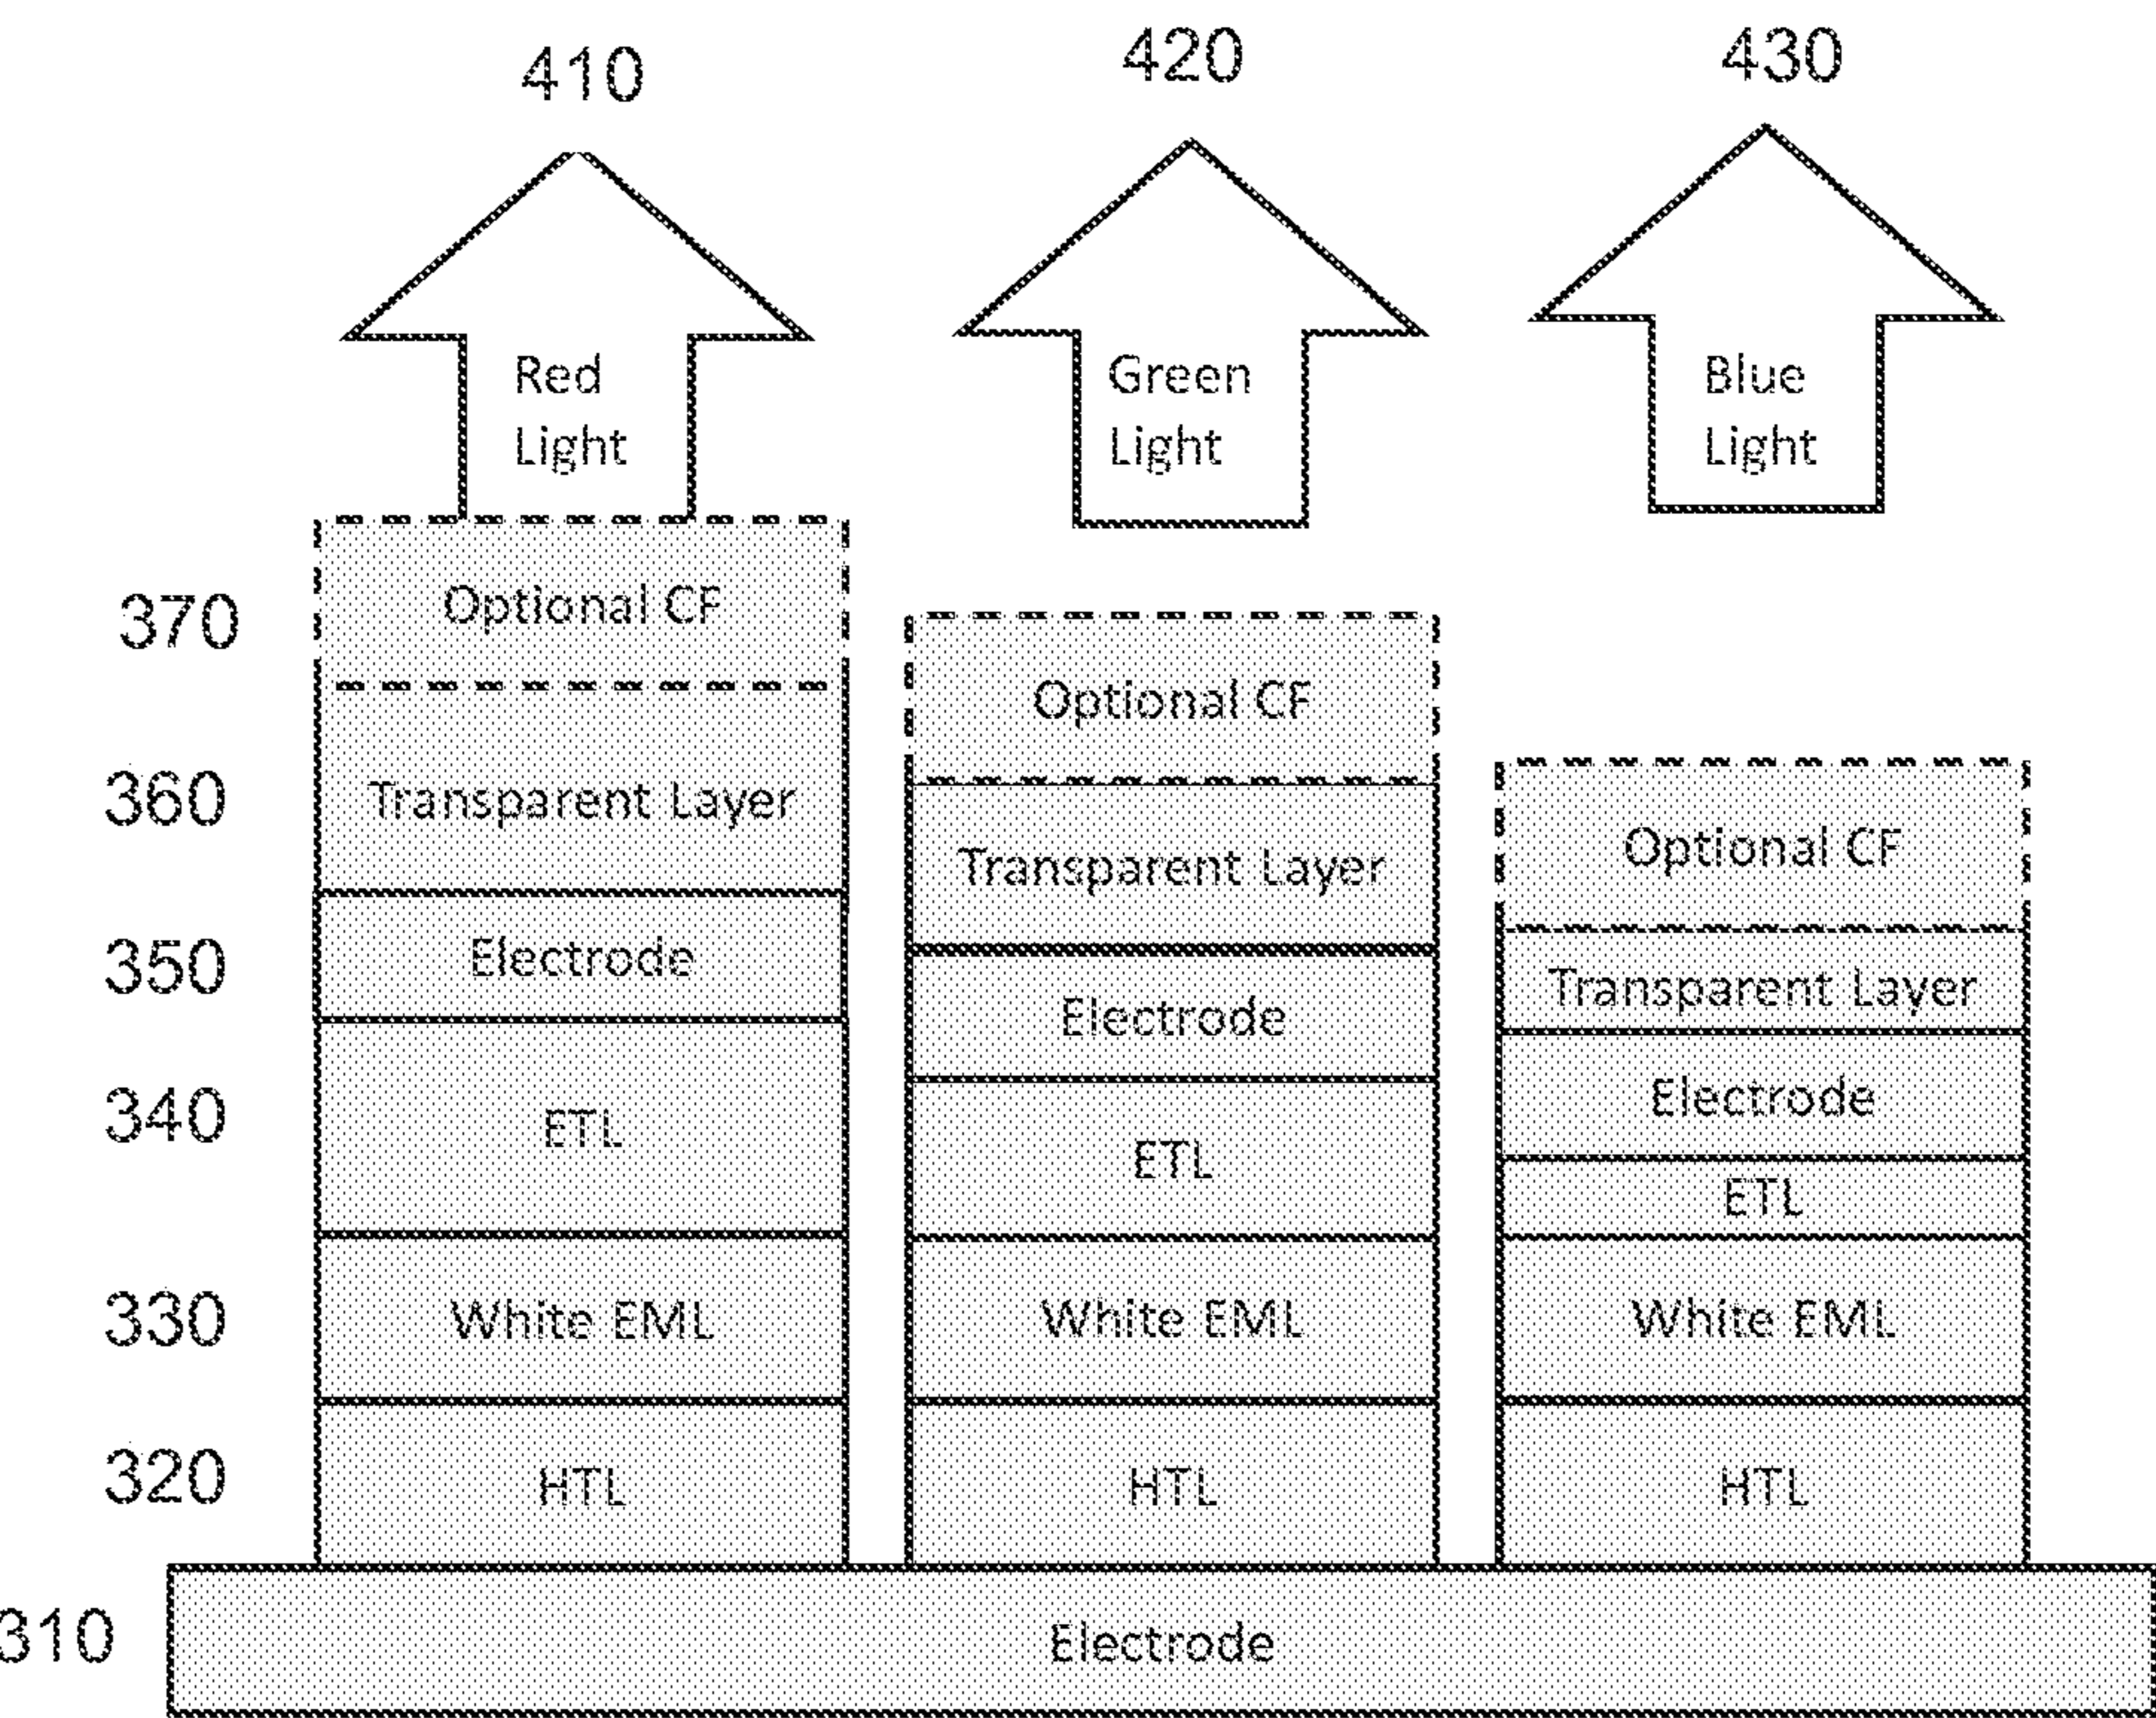 410
420
430
Red
Light
Green
Light
Blue
Light
370
Optional CF
Optional CF
360
Transparent Layer
Transparent Layer
Optional CF
350
Electrode
Electrode
Transparent Layer
340
ETL
ETL
Electrode
ETL
330
White EML
White EML
White EML
320
HTL
HTL
HTL
310
Electrode